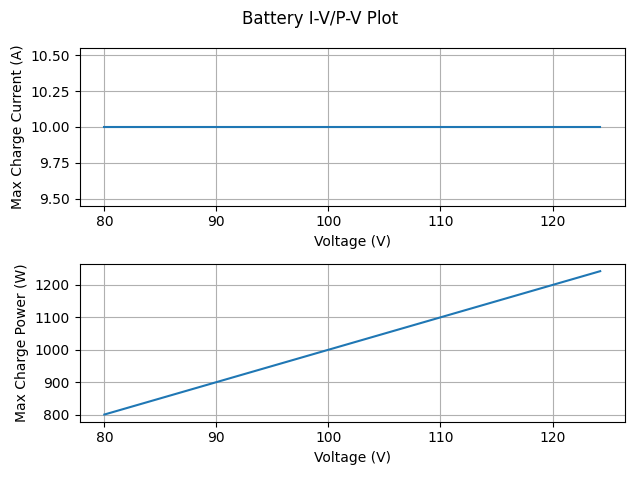 Battery I-V/P-V Plot
Max Charge Current (A)
10.50
10.25
10.00
9.75
9.50
80 90 100 110 120
Voltage (V)
Max Charge Power (W)
1200
1100
1000
900
800
80 90 100 110 120
Voltage (V)